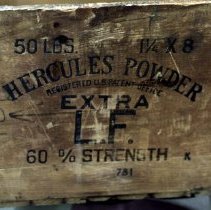 50 LBS. 1¼ X 8
HERCULES POWDER
REGISTERED U.S. PATENT OFFICE
EXTRA
L.F.
60 % STRENGTH K
781